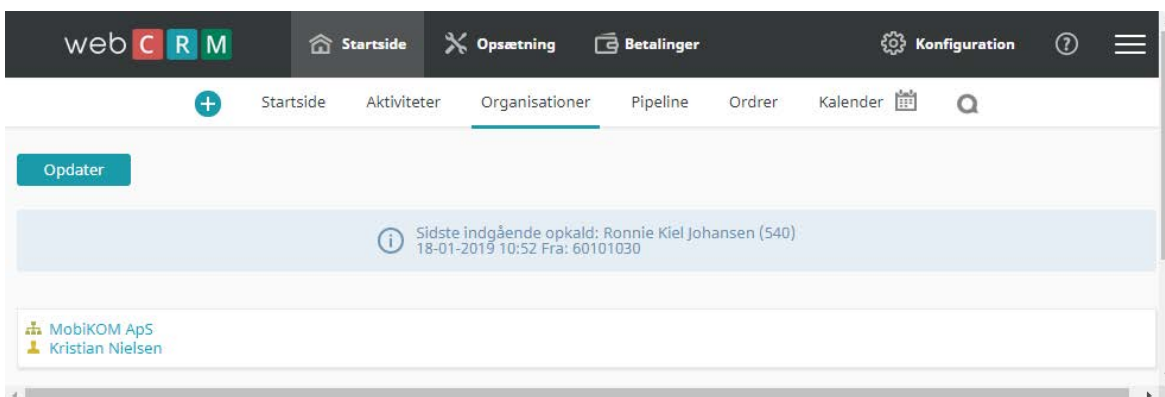 web C R M Startside Opsætning Betalinger Konfiguration ?
Startside Aktiviteter Organisationer Pipeline Ordrer Kalender
Opdater
Sidste indgående opkald: Ronnie Kiel Johansen (540)
18-01-2019 10:52 Fra: 60101030
MobiKOM ApS
Kristian Nielsen